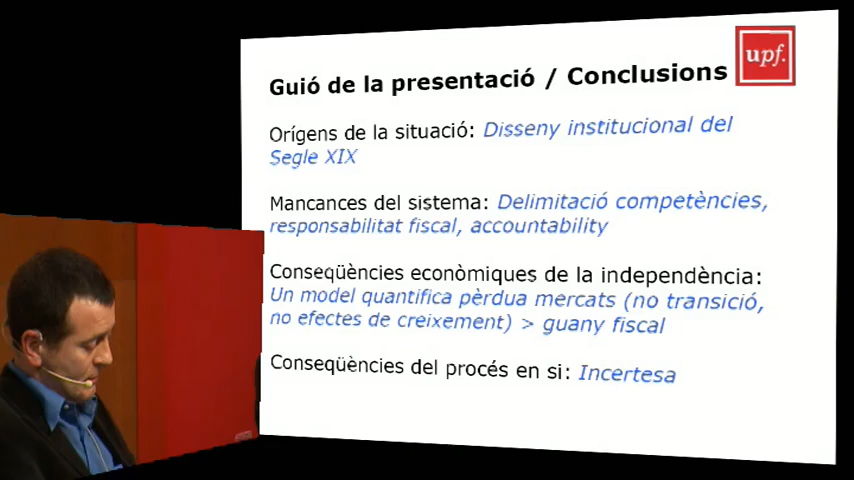 Guió de la presentació / Conclusions
upf.
Orígens de la situació: Disseny institucional del
Segle XIX
Mancances del sistema: Delimitació competències,
responsabilitat fiscal, accountability
Conseqüències econòmiques de la independència:
Un model quantifica pèrdua mercats (no transició,
no efectes de creixement) > guany fiscal
Conseqüències del procés en si: Incertesa